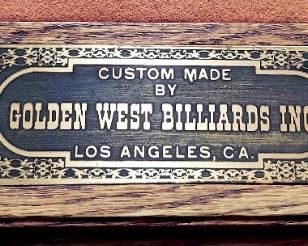 CUSTOM MADE
BY
GOLDEN WEST BILLIARDS INC
LOS ANGELES, CA.